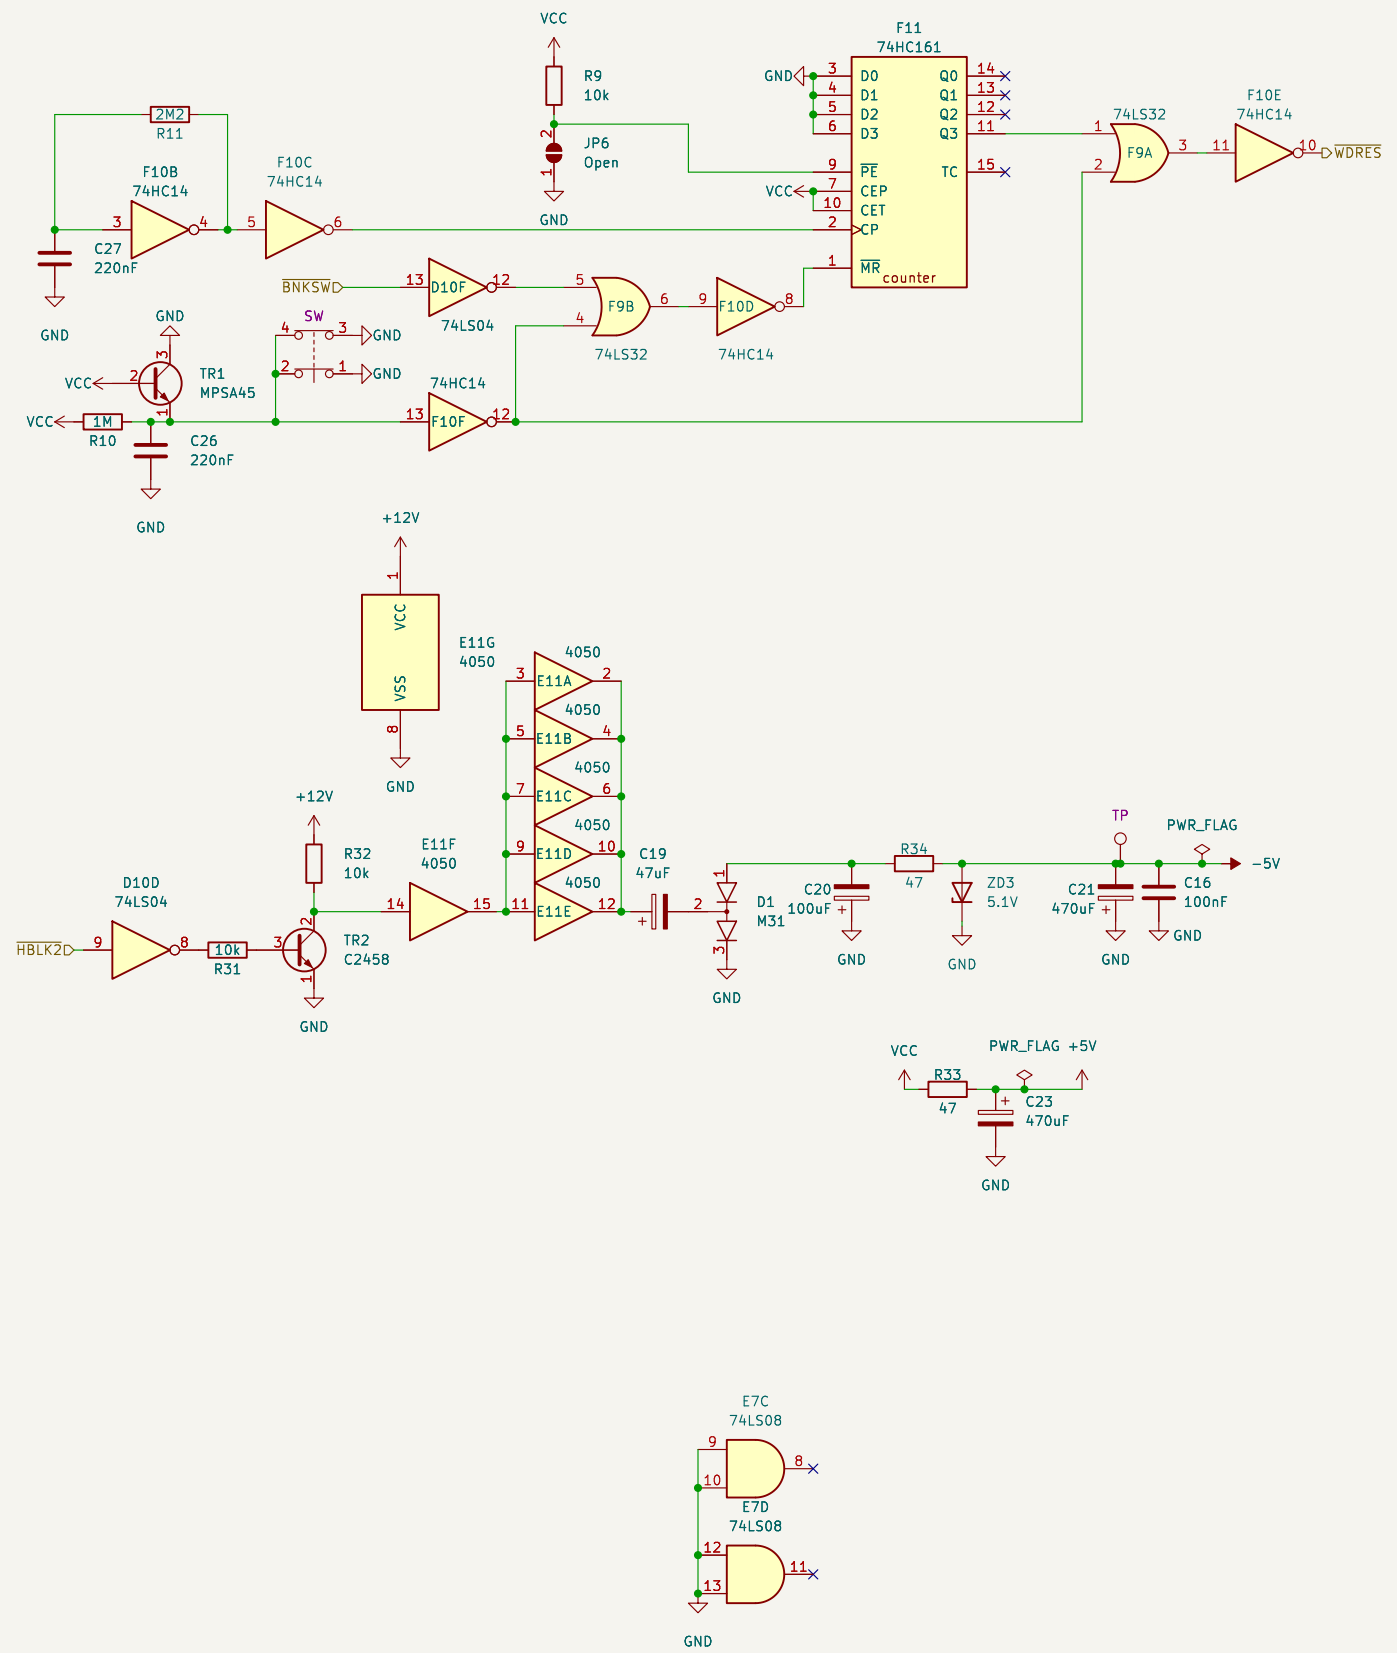 VCC
R9
10k
2
JP6
Open
1
GND
F11
74HC161
GND
3
D0
4
D1
5
D2
6
D3
9
PE
VCC
7
CEP
10
CET
2
CP
1
MR
counter
Q0
14
Q1
13
Q2
12
Q3
11
TC
15
74LS32
1
2
F9A
3
F10E
74HC14
11
10
WDRES
2M2
R11
F10B
74HC14
3
4
F10C
74HC14
5
6
C27
220nF
GND
BNKSW
13
D10F
12
74LS04
5
4
F9B
6
74LS32
9
F10D
8
74HC14
GND
3
VCC
2
TR1
MPSA45
1
SW
4
3
GND
2
1
GND
VCC
1M
R10
C26
220nF
GND
74HC14
13
F10F
12
+12V
1
VCC
VSS
8
E11G
4050
GND
4050
3
E11A
2
4050
5
E11B
4
4050
7
E11C
6
4050
9
E11D
10
4050
11
E11E
12
+12V
R32
10k
E11F
4050
14
15
D10D
74LS04
HBLK2
9
8
10k
R31
3
2
TR2
C2458
1
GND
C19
47uF
+
2
1
D1
M31
3
GND
C20
100uF
+
GND
R34
47
ZD3
5.1V
GND
TP
C21
470uF
+
GND
PWR_FLAG
C16
100nF
GND
-5V
VCC
R33
47
PWR_FLAG
+5V
+
C23
470uF
GND
E7C
74LS08
9
10
8
E7D
74LS08
12
13
11
GND